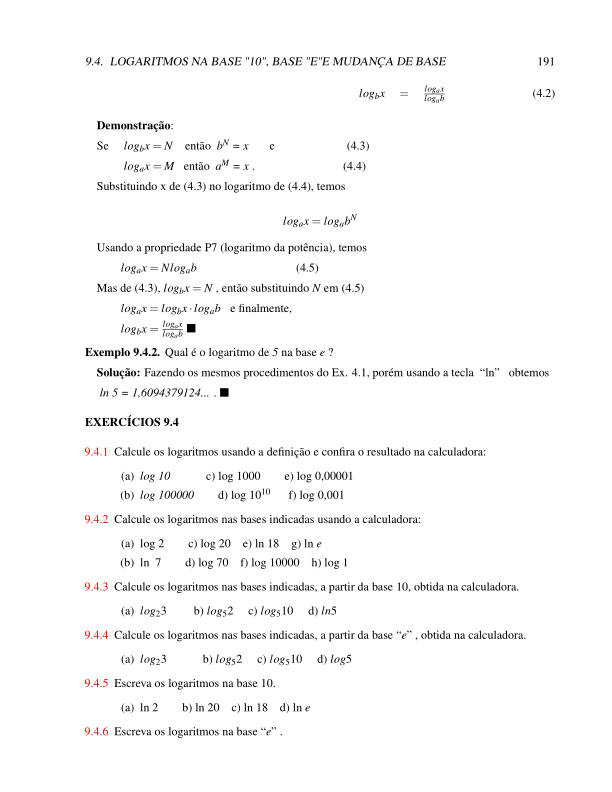 9.4. LOGARITMOS NA BASE "10", BASE "E"E MUDANÇA DE BASE 191
log_b x = \frac{log_a x}{log_a b} (4.2)
Demonstração:
Se log_b x = N então b^N = x e (4.3)
log_a x = M então a^M = x . (4.4)
Substituindo x de (4.3) no logaritmo de (4.4), temos
log_a x = log_a b^N
Usando a propriedade P7 (logaritmo da potência), temos
log_a x = N log_a b (4.5)
Mas de (4.3), log_b x = N , então substituindo N em (4.5)
log_a x = log_b x · log_a b e finalmente,
log_b x = \frac{log_a x}{log_a b} ■
Exemplo 9.4.2. Qual é o logaritmo de 5 na base e ?
Solução: Fazendo os mesmos procedimentos do Ex. 4.1, porém usando a tecla “ln” obtemos
ln 5 = 1,6094379124... . ■
EXERCÍCIOS 9.4
9.4.1 Calcule os logaritmos usando a definição e confira o resultado na calculadora:
(a) log 10 c) log 1000 e) log 0,00001
(b) log 100000 d) log 10^{10} f) log 0,001
9.4.2 Calcule os logaritmos nas bases indicadas usando a calculadora:
(a) log 2 c) log 20 e) ln 18 g) ln e
(b) ln 7 d) log 70 f) log 10000 h) log 1
9.4.3 Calcule os logaritmos nas bases indicadas, a partir da base 10, obtida na calculadora.
(a) log_2 3 b) log_5 2 c) log_5 10 d) ln5
9.4.4 Calcule os logaritmos nas bases indicadas, a partir da base “e” , obtida na calculadora.
(a) log_2 3 b) log_5 2 c) log_5 10 d) log5
9.4.5 Escreva os logaritmos na base 10.
(a) ln 2 b) ln 20 c) ln 18 d) ln e
9.4.6 Escreva os logaritmos na base “e” .